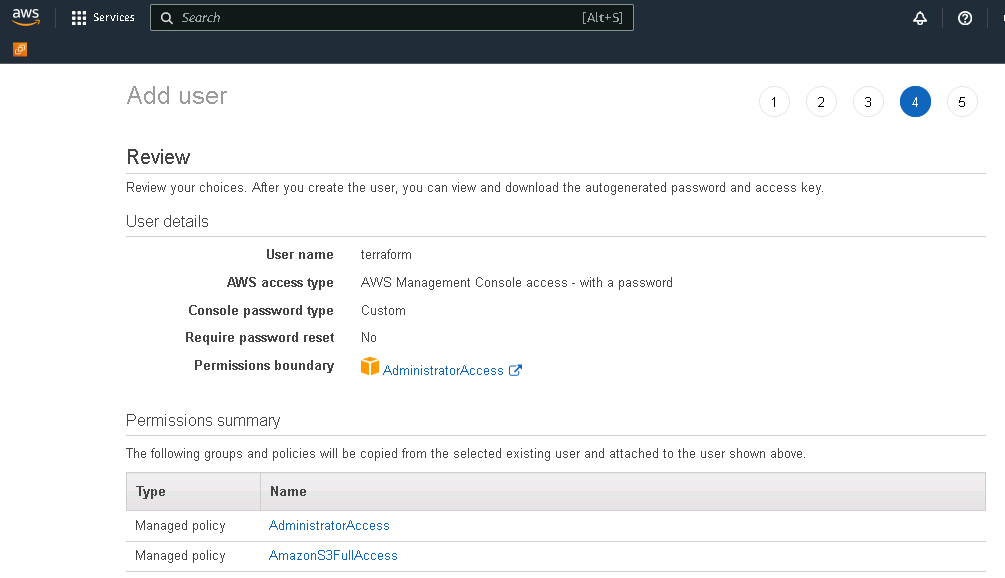 aws
Services
Search [Alt+S]
Add user
1 2 3 4 5
Review
Review your choices. After you create the user, you can view and download the autogenerated password and access key.
User details
User name terraform
AWS access type AWS Management Console access - with a password
Console password type Custom
Require password reset No
Permissions boundary AdministratorAccess
Permissions summary
The following groups and policies will be copied from the selected existing user and attached to the user shown above.
Type Name
Managed policy AdministratorAccess
Managed policy AmazonS3FullAccess